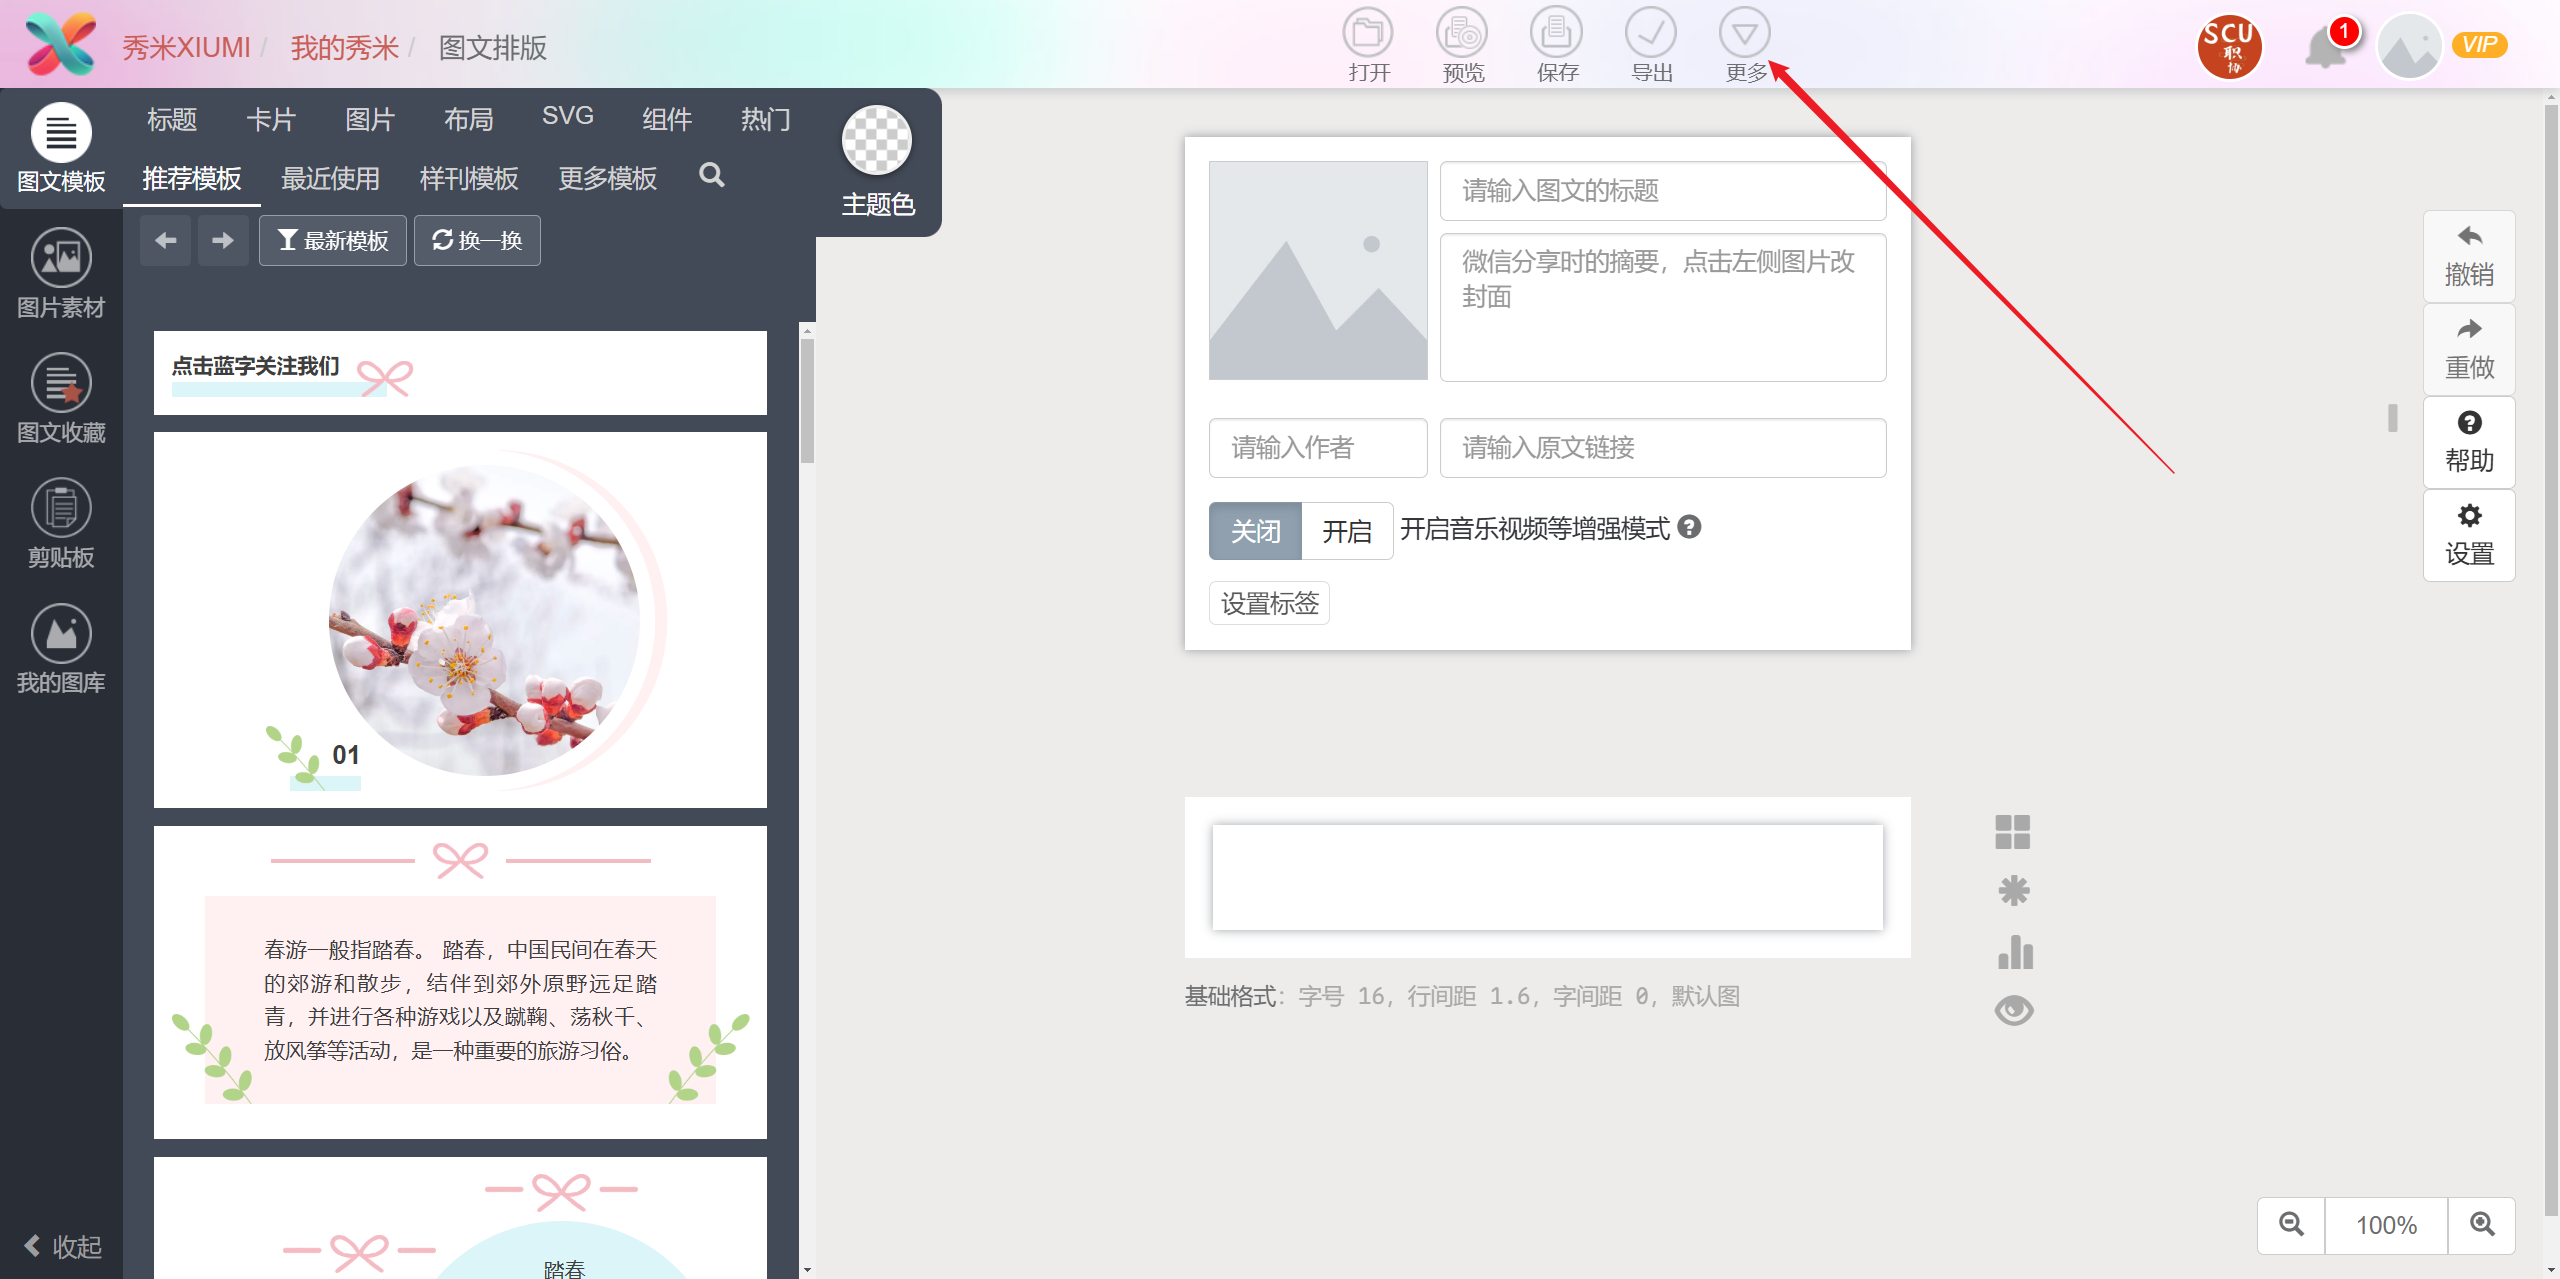 秀米XIUMI / 我的秀米 / 图文排版
打开 预览 保存 导出 更多
SCU
职
协
1
VIP
图文模板
图片素材
图文收藏
剪贴板
我的图库
收起
标题 卡片 图片 布局 SVG 组件 热门
推荐模板 最近使用 样刊模板 更多模板
主题色
最新模板 换一换
点击蓝字关注我们
01
春游一般指踏春。 踏春，中国民间在春天
的郊游和散步，结伴到郊外原野远足踏
青，并进行各种游戏以及蹴鞠、荡秋千、
放风筝等活动，是一种重要的旅游习俗。
踏春
请输入图文的标题
微信分享时的摘要，点击左侧图片改
封面
请输入作者 请输入原文链接
关闭 开启 开启音乐视频等增强模式
设置标签
基础格式：字号 16，行间距 1.6，字间距 0，默认图
撤销
重做
帮助
设置
100%